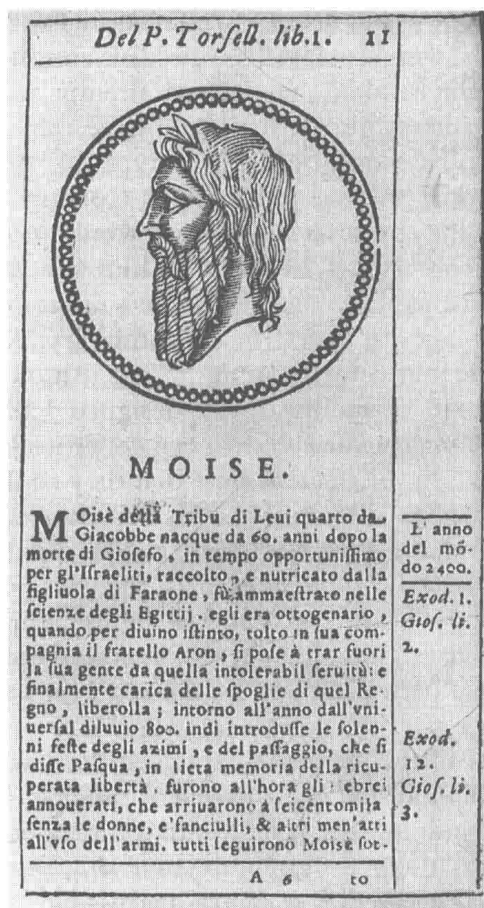 Del P. Torſell. lib.1. 11
MOISE.
MOisè della Tribu di Leui quarto da
Giacobbe nacque da 60. anni dopo la
morte di Gioſefo, in tempo opportuniſſimo
per gl'Iſraeliti, raccolto, e nutricato dalla
figliuola di Faraone, fù ammaeſtrato nelle
ſcienze degli Egittij. egli era ottogenario,
quando per diuino iſtinto, tolto in ſua com-
pagnia il fratello Aron, ſi poſe à trar fuori
la ſua gente da quella intolerabil ſeruitù: e
finalmente carica delle ſpoglie di quel Re-
gno, liberolla; intorno all'anno dall'vni-
uerſal diluuio 800. indi introduſſe le ſolen-
ni feſte degli azimi, e del paſſaggio, che ſi
diſſe Paſqua, in lieta memoria della ricu-
perata libertà. furono all'hora gli ebrei
annouerati, che arriuarono à ſeicentomila
ſenza le donne, e'fanciulli, & altri men'atti
all'vſo dell'armi. tutti ſeguirono Moisè ſot-
A 6 to
L'anno
del mõ-
do 2400.
Exod. 1.
Gioſ. li.
2.
Exod.
12.
Gioſ. li.
3.